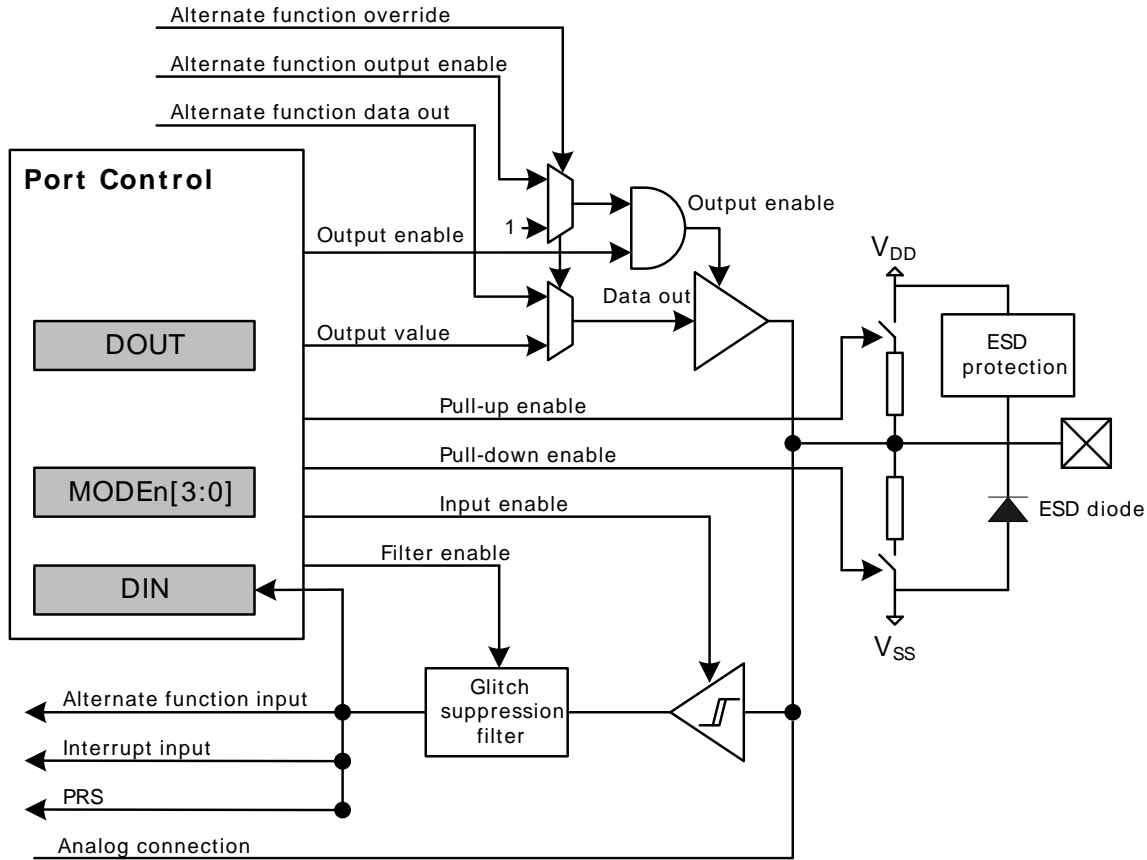 Alternate function override
Alternate function output enable
Alternate function data out
Port Control
Output enable
1
Output enable
Data out
DOUT
Output value
VDD
ESD
protection
Pull-up enable
Pull-down enable
MODEn[3:0]
Input enable
ESD diode
Filter enable
DIN
VSS
Glitch
suppression
filter
Alternate function input
Interrupt input
PRS
Analog connection